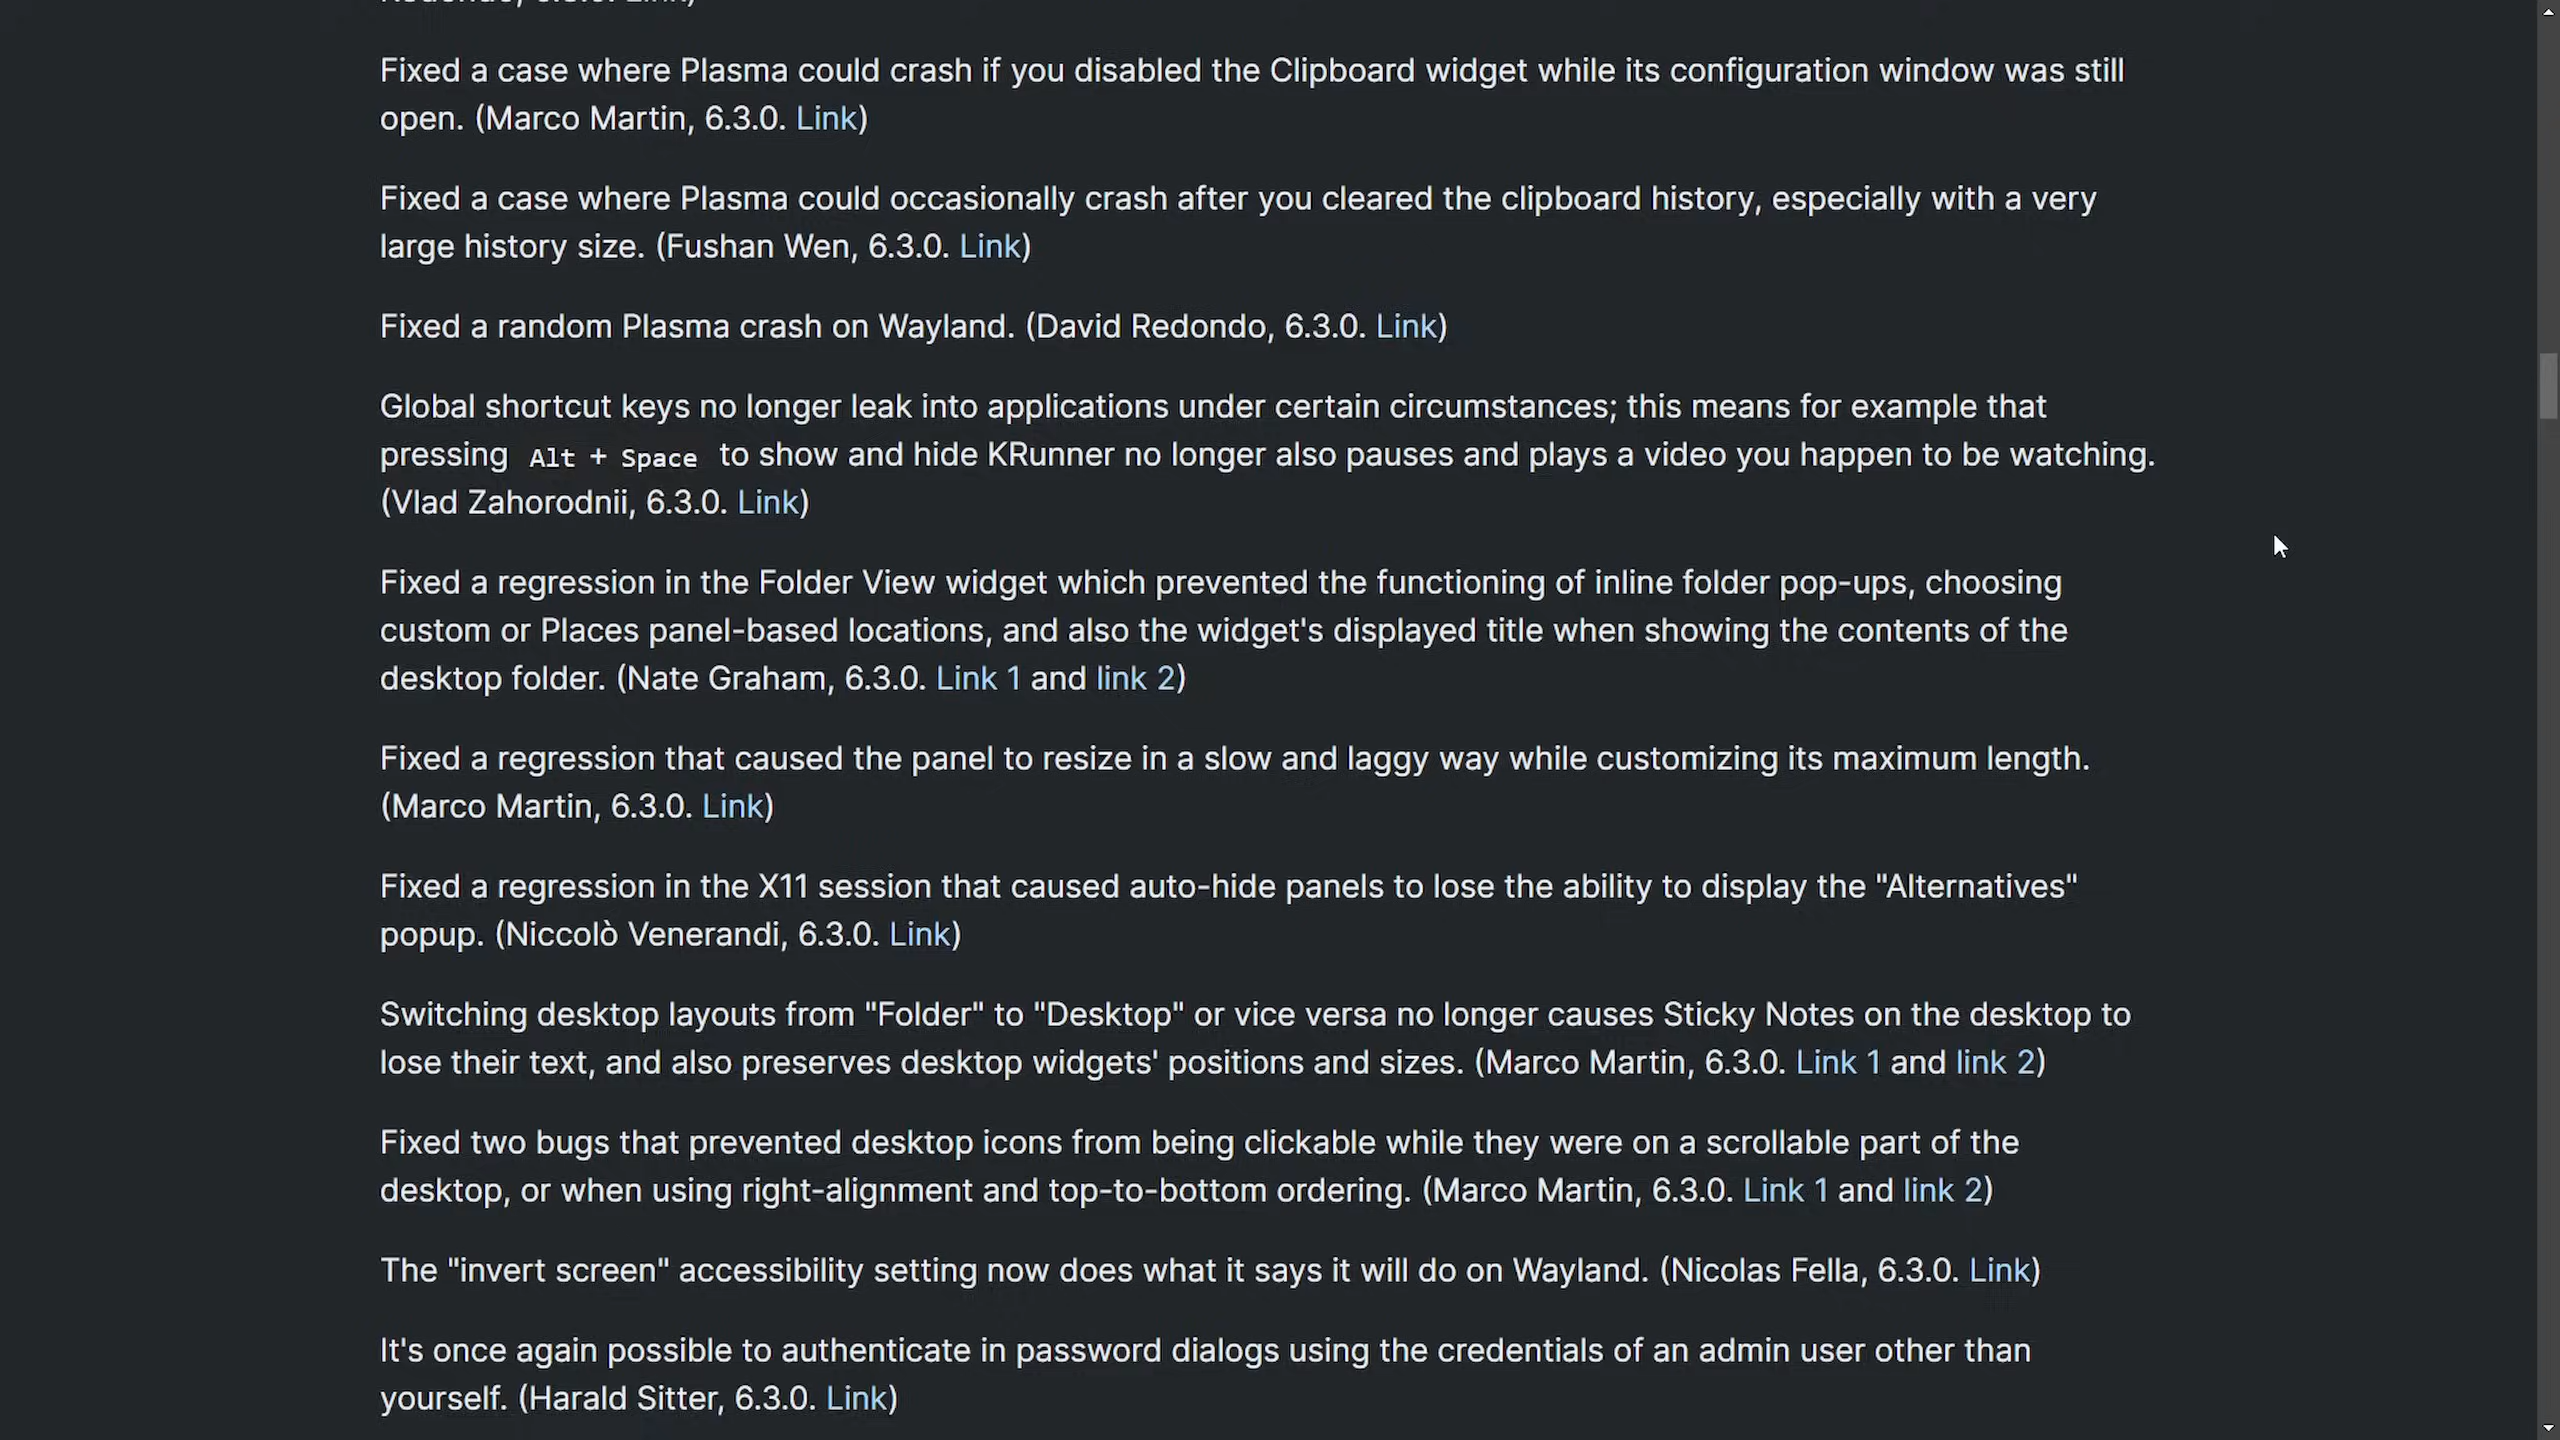 Fixed a case where Plasma could crash if you disabled the Clipboard widget while its configuration window was still
open. (Marco Martin, 6.3.0. Link)
Fixed a case where Plasma could occasionally crash after you cleared the clipboard history, especially with a very
large history size. (Fushan Wen, 6.3.0. Link)
Fixed a random Plasma crash on Wayland. (David Redondo, 6.3.0. Link)
Global shortcut keys no longer leak into applications under certain circumstances; this means for example that
pressing Alt + Space to show and hide KRunner no longer also pauses and plays a video you happen to be watching.
(Vlad Zahorodnii, 6.3.0. Link)
Fixed a regression in the Folder View widget which prevented the functioning of inline folder pop-ups, choosing
custom or Places panel-based locations, and also the widget's displayed title when showing the contents of the
desktop folder. (Nate Graham, 6.3.0. Link 1 and link 2)
Fixed a regression that caused the panel to resize in a slow and laggy way while customizing its maximum length.
(Marco Martin, 6.3.0. Link)
Fixed a regression in the X11 session that caused auto-hide panels to lose the ability to display the "Alternatives"
popup. (Niccolò Venerandi, 6.3.0. Link)
Switching desktop layouts from "Folder" to "Desktop" or vice versa no longer causes Sticky Notes on the desktop to
lose their text, and also preserves desktop widgets' positions and sizes. (Marco Martin, 6.3.0. Link 1 and link 2)
Fixed two bugs that prevented desktop icons from being clickable while they were on a scrollable part of the
desktop, or when using right-alignment and top-to-bottom ordering. (Marco Martin, 6.3.0. Link 1 and link 2)
The "invert screen" accessibility setting now does what it says it will do on Wayland. (Nicolas Fella, 6.3.0. Link)
It's once again possible to authenticate in password dialogs using the credentials of an admin user other than
yourself. (Harald Sitter, 6.3.0. Link)